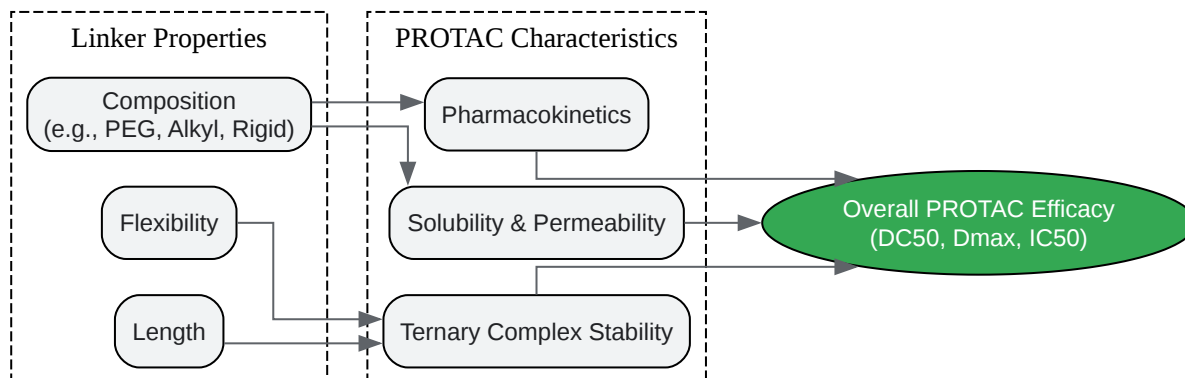 Linker Properties
PROTAC Characteristics
Composition
(e.g., PEG, Alkyl, Rigid)
Pharmacokinetics
Flexibility
Solubility & Permeability
Overall PROTAC Efficacy
(DC50, Dmax, IC50)
Length
Ternary Complex Stability